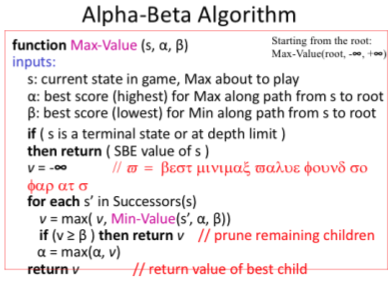 Alpha-Beta Algorithm
function Max-Value (s, α, β)
Starting from the root:
Max-Value(root, -∞, +∞)
inputs:
s: current state in game, Max about to play
α: best score (highest) for Max along path from s to root
β: best score (lowest) for Min along path from s to root
if ( s is a terminal state or at depth limit )
then return ( SBE value of s )
v = -∞ // ϖ = βεστ μινιμαξ ϖαλυε φουνδ σο
φαρ ατ σ
for each s' in Successors(s)
v = max( v, Min-Value(s', α, β))
if (v ≥ β ) then return v // prune remaining children
α = max(α, v)
return v // return value of best child